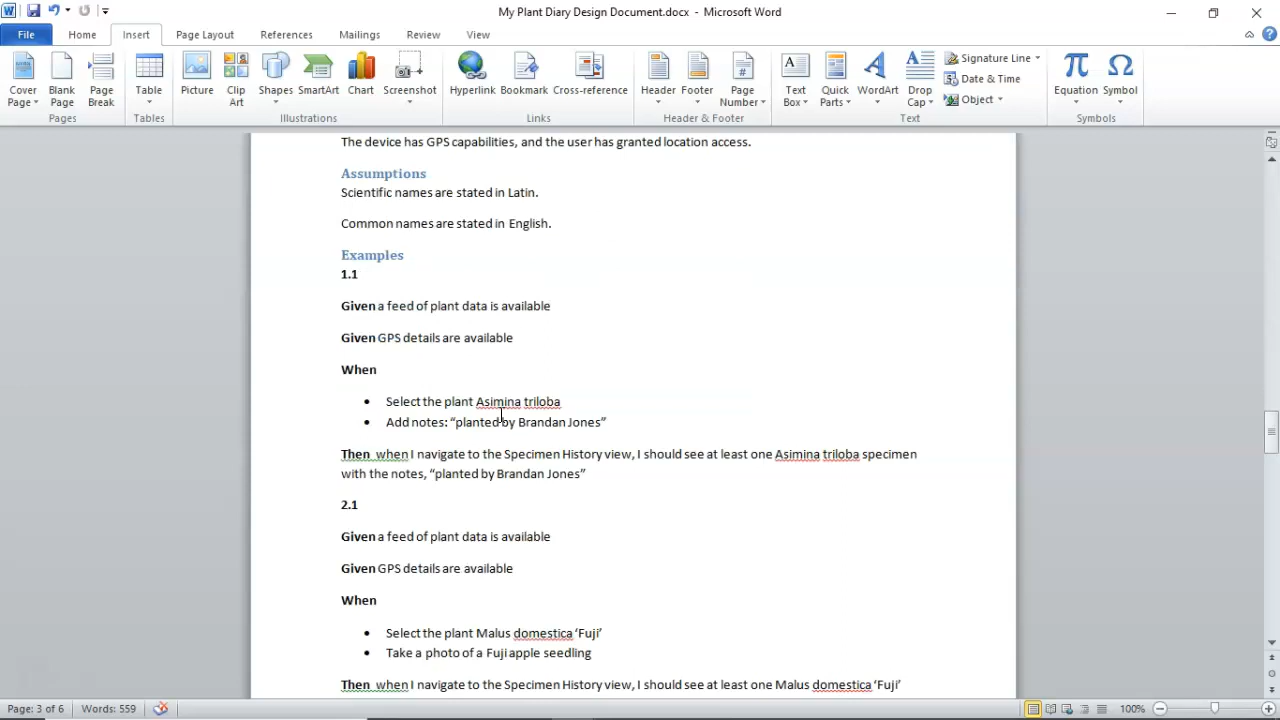 My Plant Diary Design Document.docx - Microsoft Word
File Home Insert Page Layout References Mailings Review View
Cover Page
Blank Page
Page Break
Table
Picture
Clip Art
Shapes
SmartArt
Chart
Screenshot
Hyperlink
Bookmark
Cross-reference
Header
Footer
Page Number
Text Box
Quick Parts
WordArt
Drop Cap
Signature Line
Date & Time
Object
Equation
Symbol
Pages Tables Illustrations Links Header & Footer Text Symbols
The device has GPS capabilities, and the user has granted location access.
Assumptions
Scientific names are stated in Latin.
Common names are stated in English.
Examples
1.1
Given a feed of plant data is available
Given GPS details are available
When
• Select the plant Asimina triloba
• Add notes: “planted by Brandan Jones”
Then when I navigate to the Specimen History view, I should see at least one Asimina triloba specimen
with the notes, “planted by Brandan Jones”
2.1
Given a feed of plant data is available
Given GPS details are available
When
• Select the plant Malus domestica ‘Fuji’
• Take a photo of a Fuji apple seedling
Then when I navigate to the Specimen History view, I should see at least one Malus domestica ‘Fuji’
Page: 3 of 6 Words: 559 100%